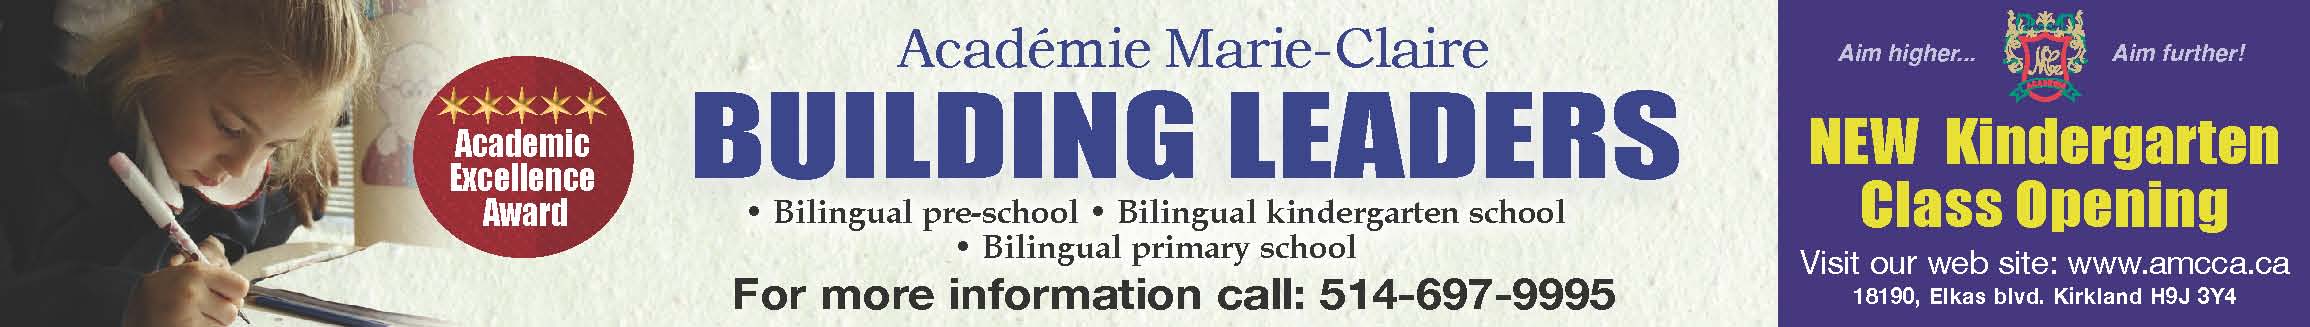 Academic
Excellence
Award
Académie Marie-Claire
BUILDING LEADERS
• Bilingual pre-school • Bilingual kindergarten school
• Bilingual primary school
For more information call: 514-697-9995
Aim higher... Aim further!
ACADEMIE
NEW Kindergarten
Class Opening
Visit our web site: www.amcca.ca
18190, Elkas blvd. Kirkland H9J 3Y4